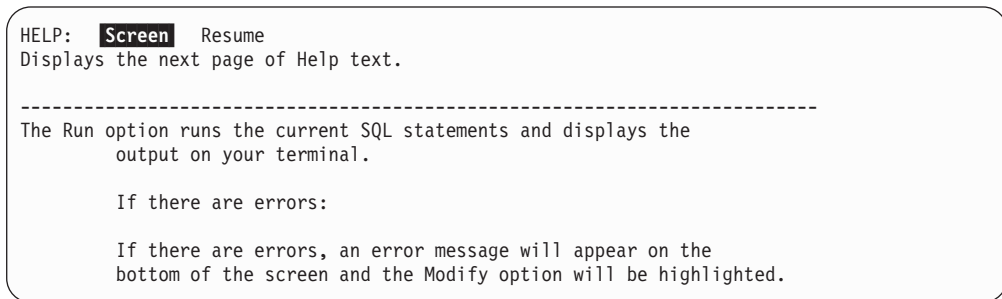 HELP: Screen Resume
Displays the next page of Help text.
---------------------------------------------------------------------------
The Run option runs the current SQL statements and displays the
output on your terminal.
If there are errors:
If there are errors, an error message will appear on the
bottom of the screen and the Modify option will be highlighted.